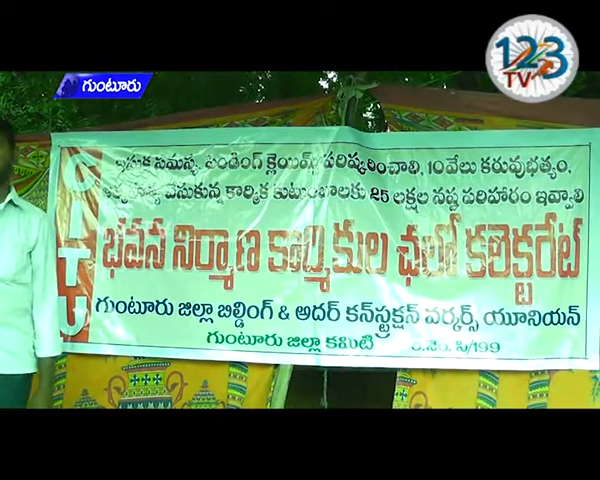 123
TV
గుంటూరు
CITU
ఇసుక సమస్య, పెండింగ్ క్లెయిమ్స్ పరిష్కరించాలి, 10వేలు కరువుభత్యం,
ఆత్మహత్య చేసుకున్న కార్మిక కుటుంబాలకు 25 లక్షల నష్ట పరిహారం ఇవ్వాలి
భవన నిర్మాణ కార్మికుల ఛలో కలెక్టరేట్
గుంటూరు జిల్లా బిల్డింగ్ & అదర్ కన్‌స్ట్రక్షన్ వర్కర్స్ యూనియన్
గుంటూరు జిల్లా కమిటి
సి/199